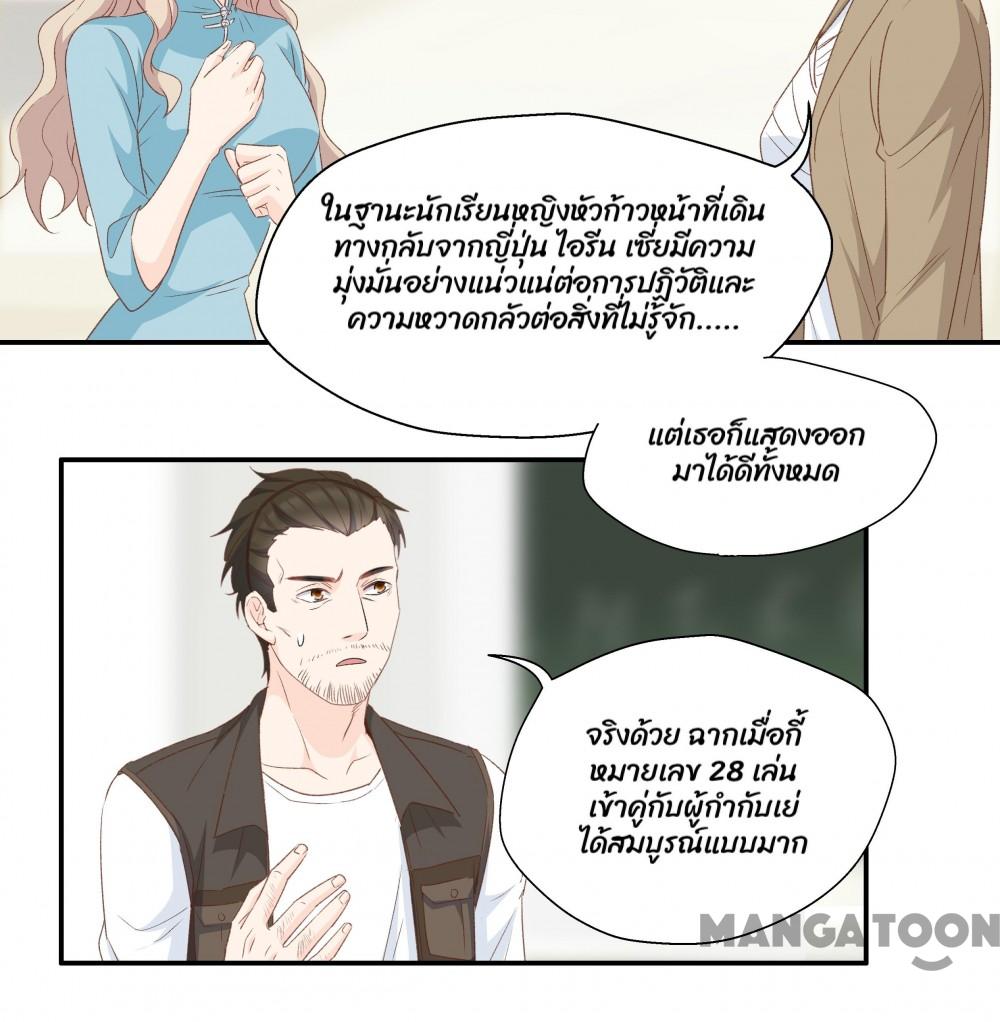 ในฐานะนักเรียนหญิงหัวก้าวหน้าที่เดิน
ทางกลับจากญี่ปุ่น ไอรีน เซี่ยมีความ
มุ่งมั่นอย่างแน่วแน่ต่อการปฏิวัติและ
ความหวาดกลัวต่อสิ่งที่ไม่รู้จัก.....
แต่เธอก็แสดงออก
มาได้ดีทั้งหมด
จริงด้วย ฉากเมื่อกี้
หมายเลข 28 เล่น
เข้าคู่กับผู้กำกับเย่
ได้สมบูรณ์แบบมาก
MANGATOON